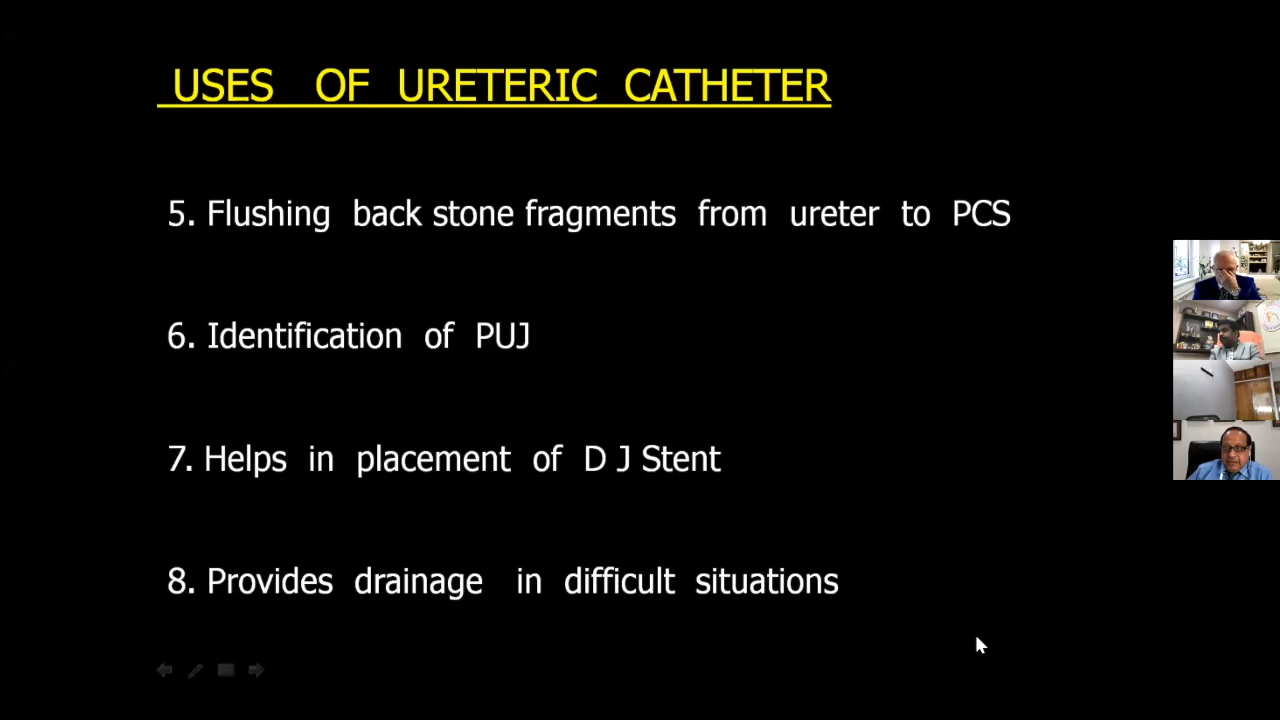 USES OF URETERIC CATHETER
5. Flushing back stone fragments from ureter to PCS
6. Identification of PUJ
7. Helps in placement of D J Stent
8. Provides drainage in difficult situations